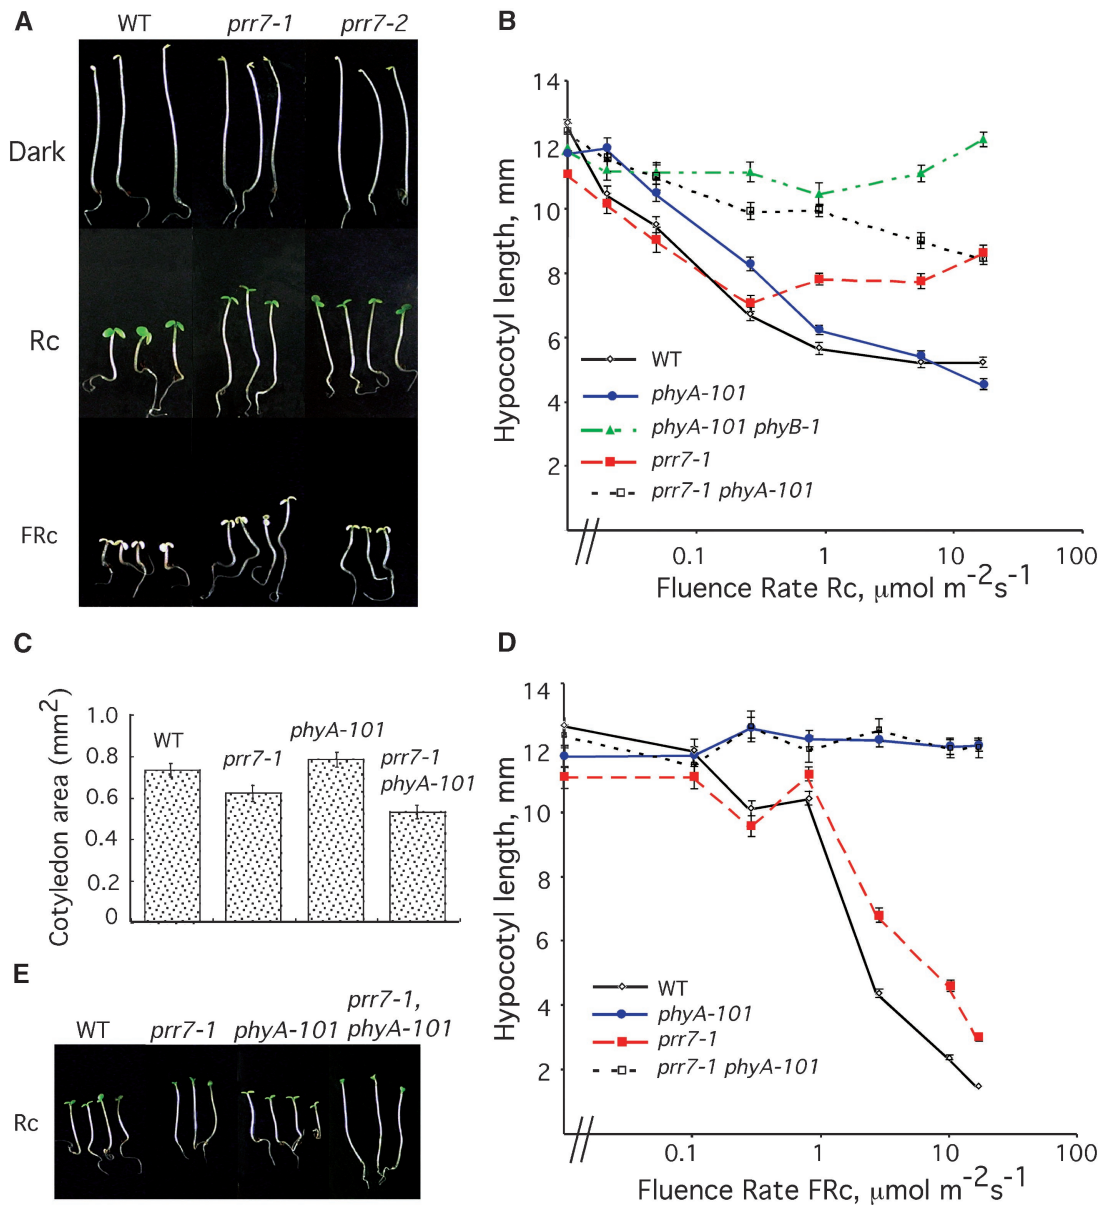 A
WT
prr7-1
prr7-2
Dark
Rc
FRc
B
14
12
10
8
6
4
2
Hypocotyl length, mm
WT
phyA-101
phyA-101 phyB-1
prr7-1
prr7-1 phyA-101
0.1
1
10
100
Fluence Rate Rc, μmol m-2s-1
C
Cotyledon area (mm2)
1.0
0.8
0.6
0.4
0.2
0
WT
prr7-1
phyA-101
prr7-1
phyA-101
D
14
12
10
8
6
4
2
Hypocotyl length, mm
WT
phyA-101
prr7-1
prr7-1 phyA-101
0.1
1
10
100
Fluence Rate FRc, μmol m-2s-1
E
WT
prr7-1
phyA-101
prr7-1,
phyA-101
Rc